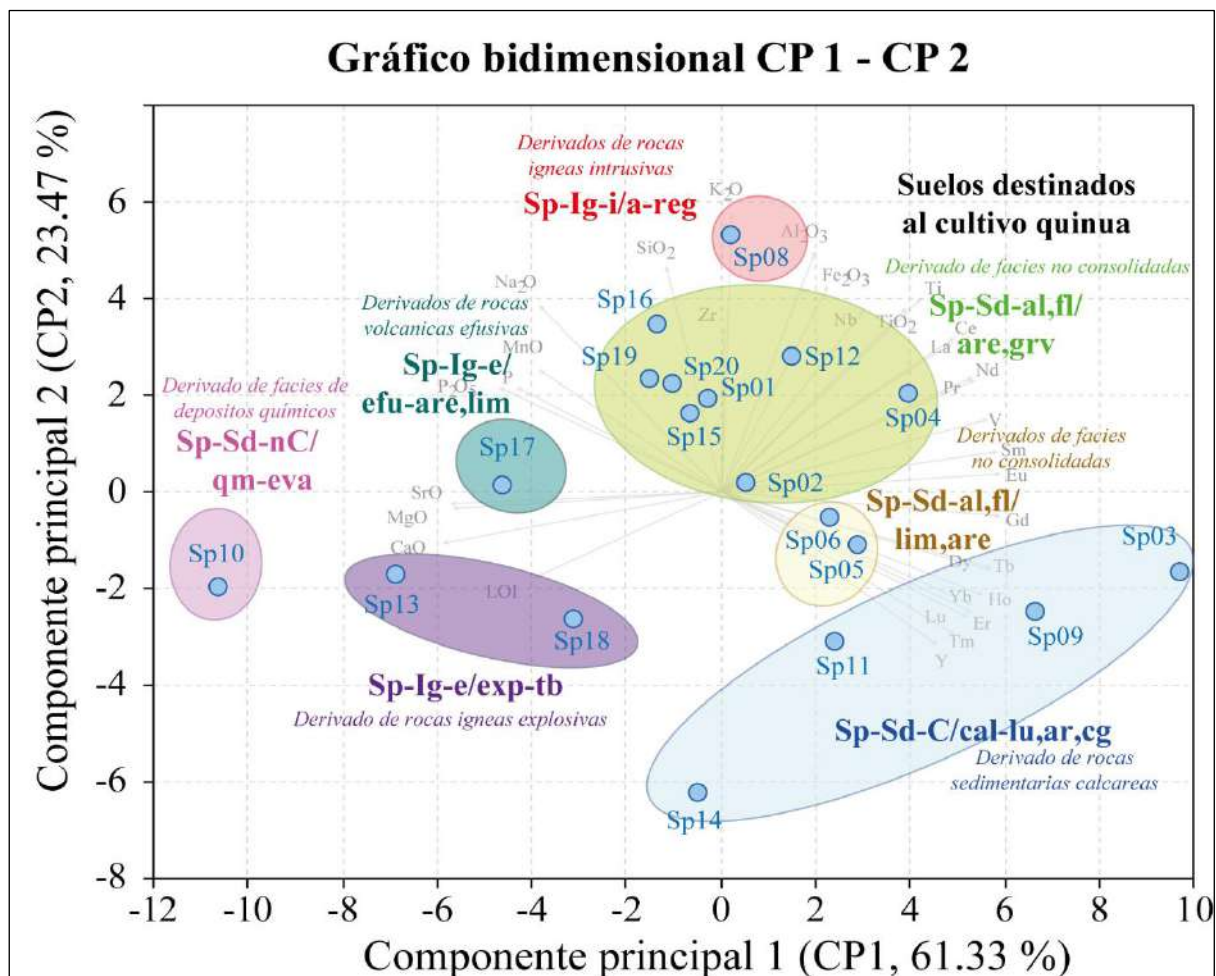 Gráfico bidimensional CP 1 - CP 2
Componente principal 2 (CP2, 23.47 %)
6
4
2
0
-2
-4
-6
-8
Derivados de rocas
igneas intrusivas
Sp-Ig-i/a-reg
K2O
Suelos destinados
al cultivo quinua
Sp08
Al2O3
SiO2
Derivado de facies no consolidadas
Sp-Sd-al,fl/
are,grv
Na2O
Fe2O3
Ti
Sp16
Zr
Nb
TiO2
Ce
Derivados de rocas
volcanicas efusivas
Sp-Ig-e/
efu-are,lim
MnO
P
P2O5
Sp19
Sp20
Sp01
Sp15
Sp12
La
Nd
Pr
Sp04
V
Sm
Eu
Gd
Derivado de facies de
depositos químicos
Sp-Sd-nC/
qm-eva
Sp17
Sp02
Derivados de facies
no consolidadas
Sp-Sd-al,fl/
lim,are
SrO
MgO
CaO
Sp10
Sp06
Sp05
Sp03
Dy
Tb
Sp13
LOI
Yb
Ho
Lu
Er
Tm
Y
Sp09
Sp18
Sp11
Sp-Ig-e/exp-tb
Derivado de rocas igneas explosivas
Sp-Sd-C/cal-lu,ar,cg
Derivado de rocas
sedimentarias calcareas
Sp14
-12 -10 -8 -6 -4 -2 0 2 4 6 8 10
Componente principal 1 (CP1, 61.33 %)